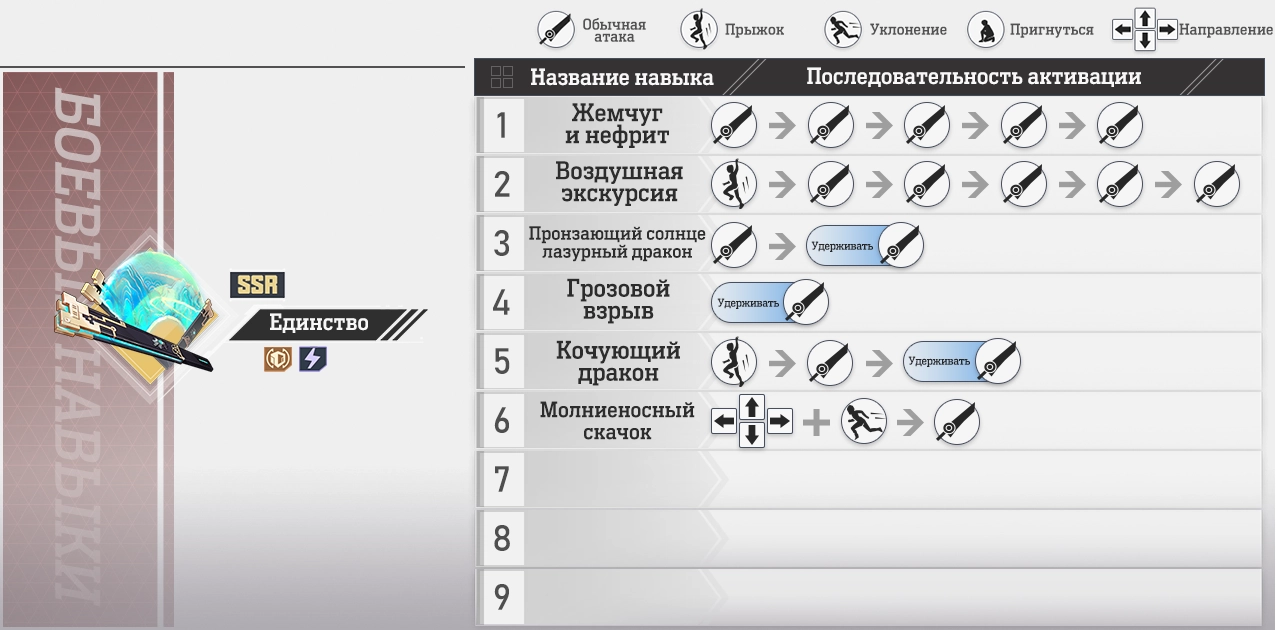 Обычная
атака
Прыжок
Уклонение
Пригнуться
Направление
Название навыка
Последовательность активации
БОЕВЫЕ НАВЫКИ
SSR
Единство
1
Жемчуг
и нефрит
2
Воздушная
экскурсия
3
Пронзающий солнце
лазурный дракон
Удерживать
4
Грозовой
взрыв
Удерживать
5
Кочующий
дракон
Удерживать
6
Молниеносный
скачок
7
8
9